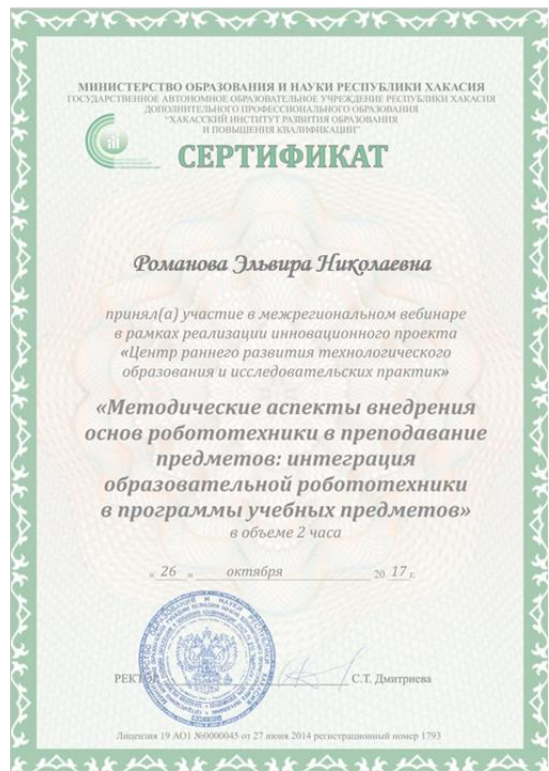 МИНИСТЕРСТВО ОБРАЗОВАНИЯ И НАУКИ РЕСПУБЛИКИ ХАКАСИЯ
ГОСУДАРСТВЕННОЕ АВТОНОМНОЕ ОБРАЗОВАТЕЛЬНОЕ УЧРЕЖДЕНИЕ РЕСПУБЛИКИ ХАКАСИЯ
ДОПОЛНИТЕЛЬНОГО ПРОФЕССИОНАЛЬНОГО ОБРАЗОВАНИЯ
"ХАКАССКИЙ ИНСТИТУТ РАЗВИТИЯ ОБРАЗОВАНИЯ
И ПОВЫШЕНИЯ КВАЛИФИКАЦИИ"
СЕРТИФИКАТ
Романова Эльвира Николаевна
принял(а) участие в межрегиональном вебинаре
в рамках реализации инновационного проекта
«Центр раннего развития технологического
образования и исследовательских практик»
«Методические аспекты внедрения
основ робототехники в преподавание
предметов: интеграция
образовательной робототехники
в программы учебных предметов»
в объеме 2 часа
« 26 » октября 20 17 г.
РЕКТОР С.Т. Дмитриева
Лицензия 19 АО1 №0000045 от 27 июня 2014 регистрационный номер 1793